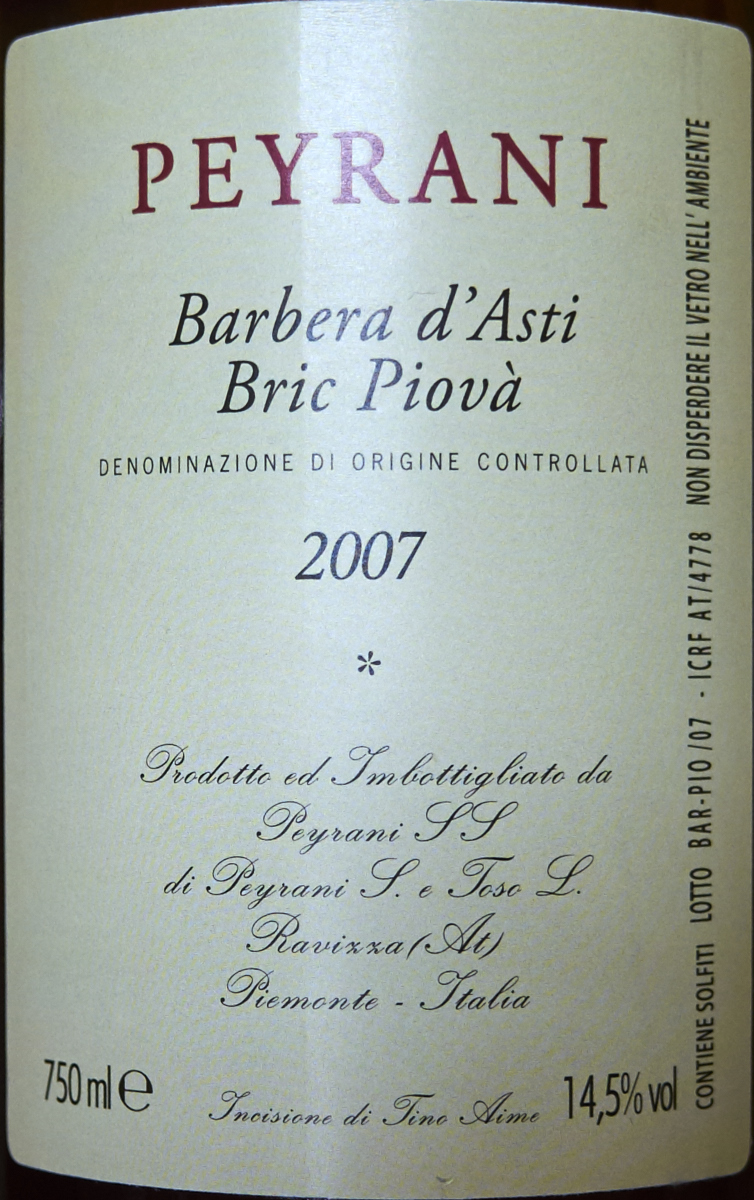 PEYRANI
Barbera d'Asti
Bric Piovà
DENOMINAZIONE DI ORIGINE CONTROLLATA
2007
*
Prodotto ed Imbottigliato da
Peyrani SS
di Peyrani S. e Toso L.
Ravizza (At)
Piemonte - Italia
750 ml e
Incisione di Tino Aime
14,5% vol
CONTIENE SOLFITI LOTTO BAR-PIO /07 - ICRF AT/4778 NON DISPERDERE IL VETRO NELL' AMBIENTE